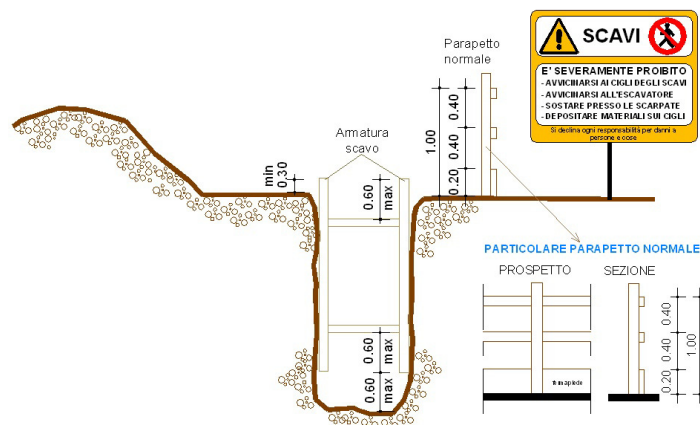 SCAVI
E' SEVERAMENTE PROIBITO
- AVVICINARSI AI CIGLI DEGLI SCAVI
- AVVICINARSI ALL'ESCAVATORE
- SOSTARE PRESSO LE SCARPATE
- DEPOSITARE MATERIALI SUI CIGLI
Si declina ogni responsabilità per danni a
persone e cose
Parapetto
normale
1.00
0.40
0.40
0.20
Armatura
scavo
min
0.30
0.60
max
0.60
max
0.60
max
PARTICOLARE PARAPETTO NORMALE
PROSPETTO
SEZIONE
fermapiede
0.40
0.40
0.20
1.00